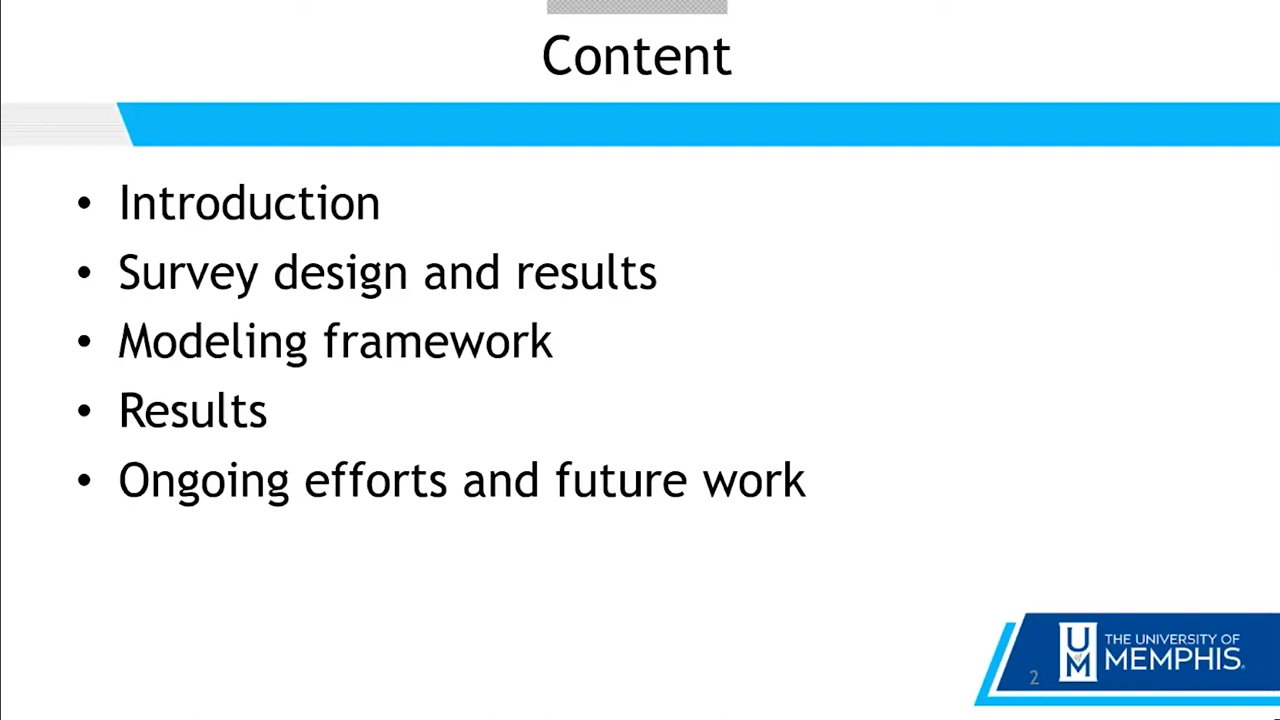 Content
• Introduction
• Survey design and results
• Modeling framework
• Results
• Ongoing efforts and future work
2
U
of
M
THE UNIVERSITY OF
MEMPHIS.